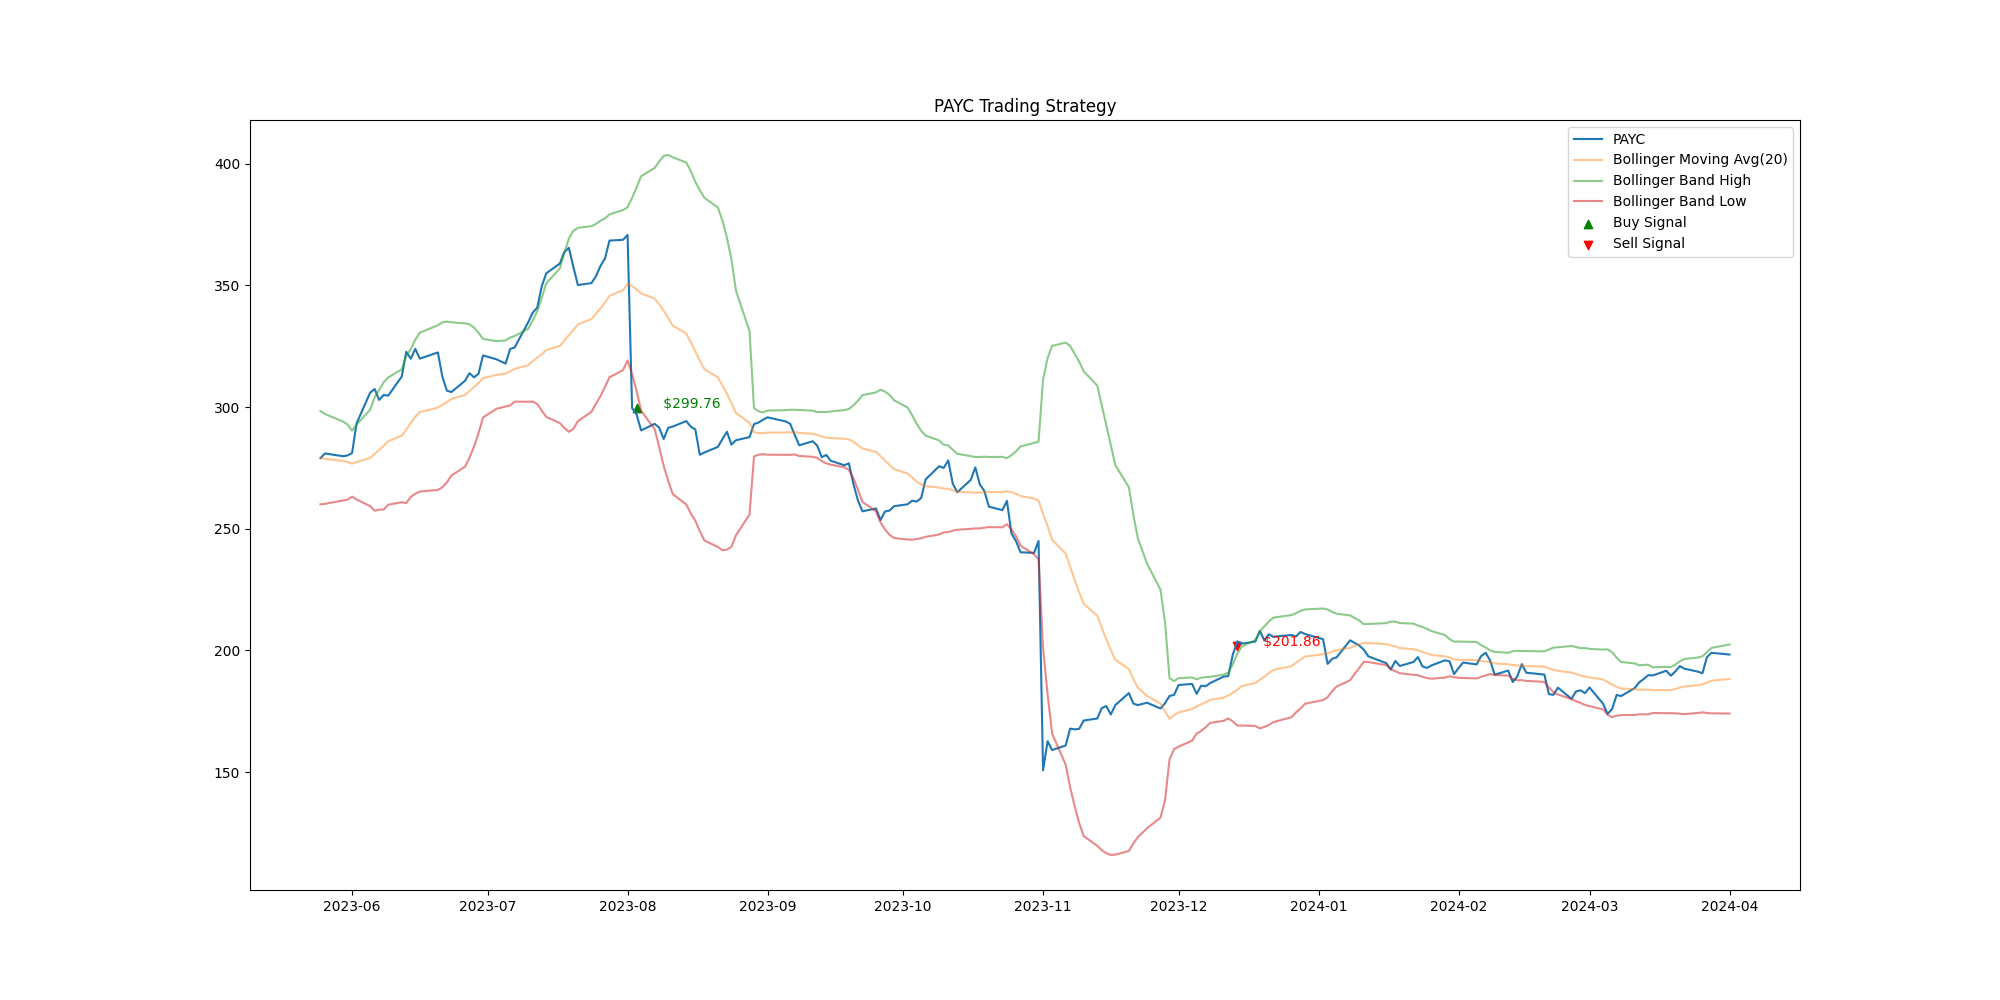 PAYC Trading Strategy
PAYC
Bollinger Moving Avg(20)
Bollinger Band High
Bollinger Band Low
Buy Signal
Sell Signal
400
350
300
250
200
150
$299.76
$201.86
2023-06
2023-07
2023-08
2023-09
2023-10
2023-11
2023-12
2024-01
2024-02
2024-03
2024-04